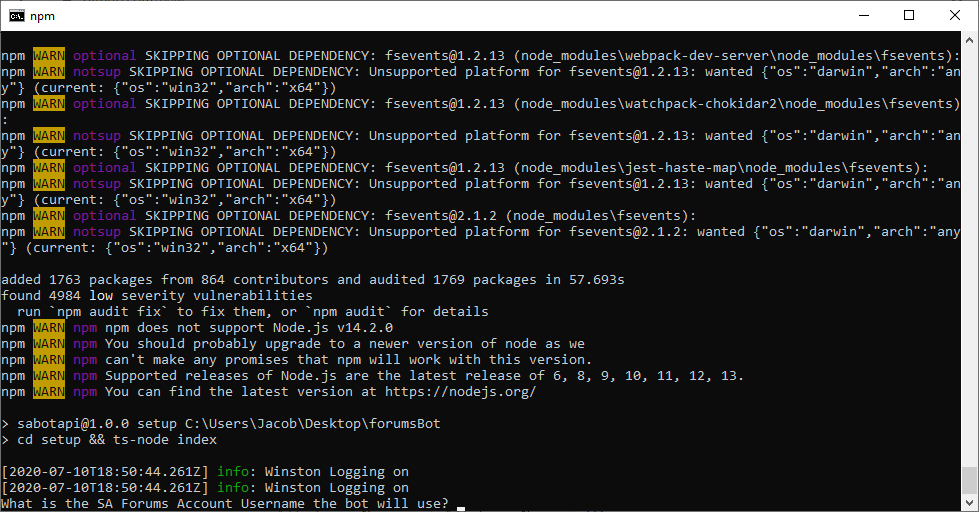 npm
npm WARN optional SKIPPING OPTIONAL DEPENDENCY: fsevents@1.2.13 (node_modules\webpack-dev-server\node_modules\fsevents):
npm WARN notsup SKIPPING OPTIONAL DEPENDENCY: Unsupported platform for fsevents@1.2.13: wanted {"os":"darwin","arch":"an
y"} (current: {"os":"win32","arch":"x64"})
npm WARN optional SKIPPING OPTIONAL DEPENDENCY: fsevents@1.2.13 (node_modules\watchpack-chokidar2\node_modules\fsevents)
:
npm WARN notsup SKIPPING OPTIONAL DEPENDENCY: Unsupported platform for fsevents@1.2.13: wanted {"os":"darwin","arch":"an
y"} (current: {"os":"win32","arch":"x64"})
npm WARN optional SKIPPING OPTIONAL DEPENDENCY: fsevents@1.2.13 (node_modules\jest-haste-map\node_modules\fsevents):
npm WARN notsup SKIPPING OPTIONAL DEPENDENCY: Unsupported platform for fsevents@1.2.13: wanted {"os":"darwin","arch":"an
y"} (current: {"os":"win32","arch":"x64"})
npm WARN optional SKIPPING OPTIONAL DEPENDENCY: fsevents@2.1.2 (node_modules\fsevents):
npm WARN notsup SKIPPING OPTIONAL DEPENDENCY: Unsupported platform for fsevents@2.1.2: wanted {"os":"darwin","arch":"any
"} (current: {"os":"win32","arch":"x64"})
added 1763 packages from 864 contributors and audited 1769 packages in 57.693s
found 4984 low severity vulnerabilities
run `npm audit fix` to fix them, or `npm audit` for details
npm WARN npm npm does not support Node.js v14.2.0
npm WARN npm You should probably upgrade to a newer version of node as we
npm WARN npm can't make any promises that npm will work with this version.
npm WARN npm Supported releases of Node.js are the latest release of 6, 8, 9, 10, 11, 12, 13.
npm WARN npm You can find the latest version at https://nodejs.org/
> sabotapi@1.0.0 setup C:\Users\Jacob\Desktop\forumsBot
> cd setup && ts-node index
[2020-07-10T18:50:44.261Z] info: Winston Logging on
[2020-07-10T18:50:44.261Z] info: Winston Logging on
What is the SA Forums Account Username the bot will use?